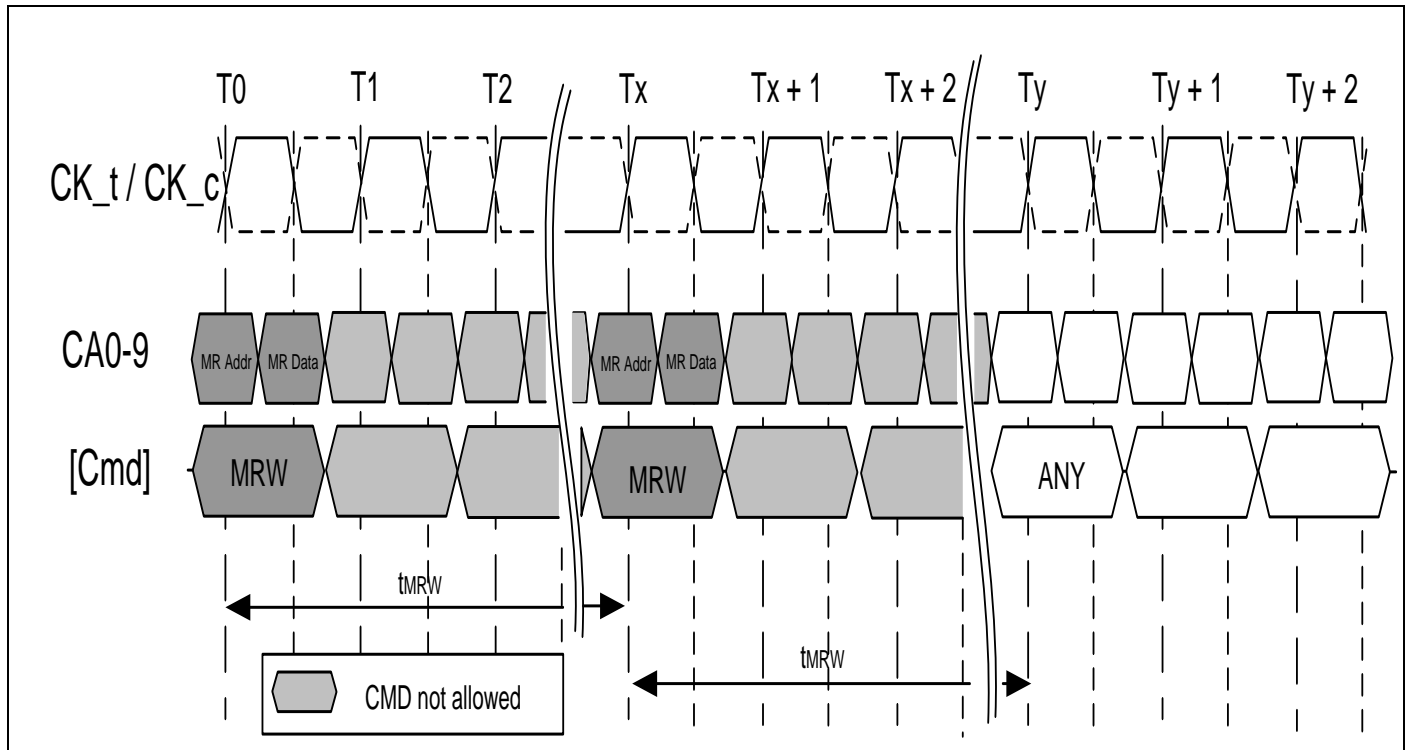 T0 T1 T2 Tx Tx + 1 Tx + 2 Ty Ty + 1 Ty + 2
CK_t / CK_c
CA0-9 MR Addr MR Data MR Addr MR Data
[Cmd] MRW MRW ANY
tMRW
tMRW
CMD not allowed